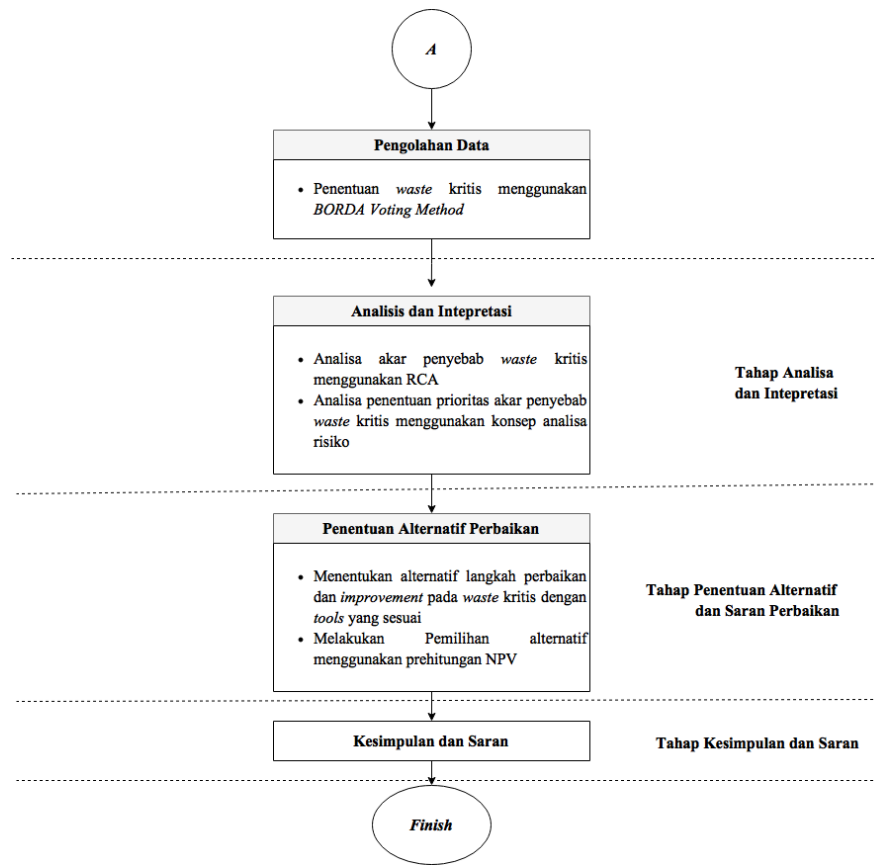 A
Pengolahan Data
• Penentuan waste kritis menggunakan
BORDA Voting Method
Analisis dan Intepretasi
• Analisa akar penyebab waste kritis
menggunakan RCA
• Analisa penentuan prioritas akar penyebab
waste kritis menggunakan konsep analisa
risiko
Tahap Analisa
dan Intepretasi
Penentuan Alternatif Perbaikan
• Menentukan alternatif langkah perbaikan
dan improvement pada waste kritis dengan
tools yang sesuai
• Melakukan Pemilihan alternatif
menggunakan prehitungan NPV
Tahap Penentuan Alternatif
dan Saran Perbaikan
Kesimpulan dan Saran
Tahap Kesimpulan dan Saran
Finish